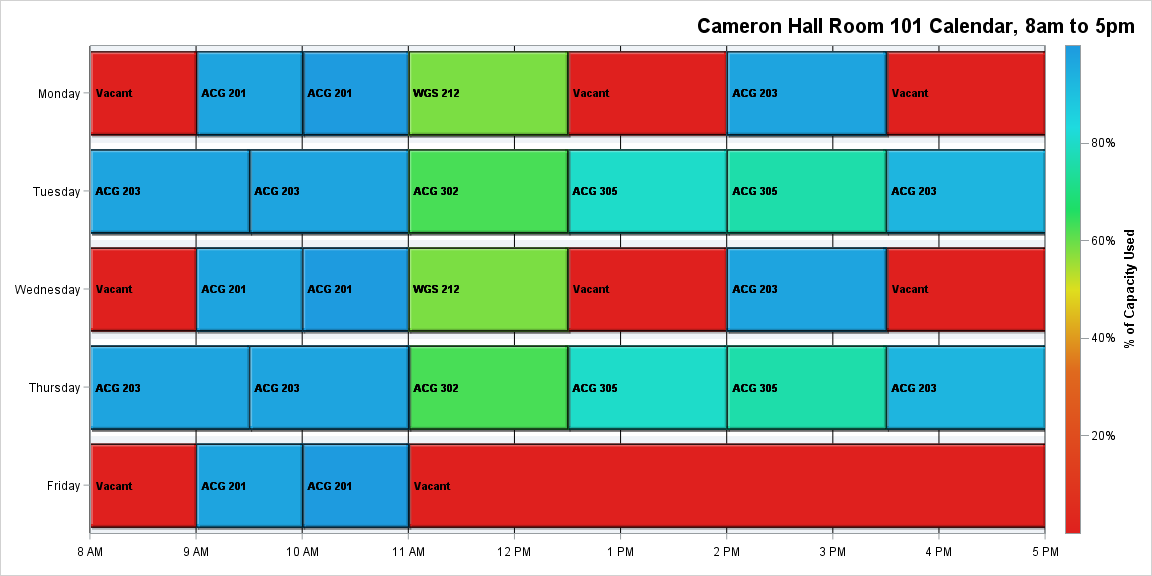 Cameron Hall Room 101 Calendar, 8am to 5pm
Monday
Vacant
ACG 201
ACG 201
WGS 212
Vacant
ACG 203
Vacant
Tuesday
ACG 203
ACG 203
ACG 302
ACG 305
ACG 305
ACG 203
Wednesday
Vacant
ACG 201
ACG 201
WGS 212
Vacant
ACG 203
Vacant
Thursday
ACG 203
ACG 203
ACG 302
ACG 305
ACG 305
ACG 203
Friday
Vacant
ACG 201
ACG 201
Vacant
8 AM
9 AM
10 AM
11 AM
12 PM
1 PM
2 PM
3 PM
4 PM
5 PM
80%
60%
40%
20%
% of Capacity Used